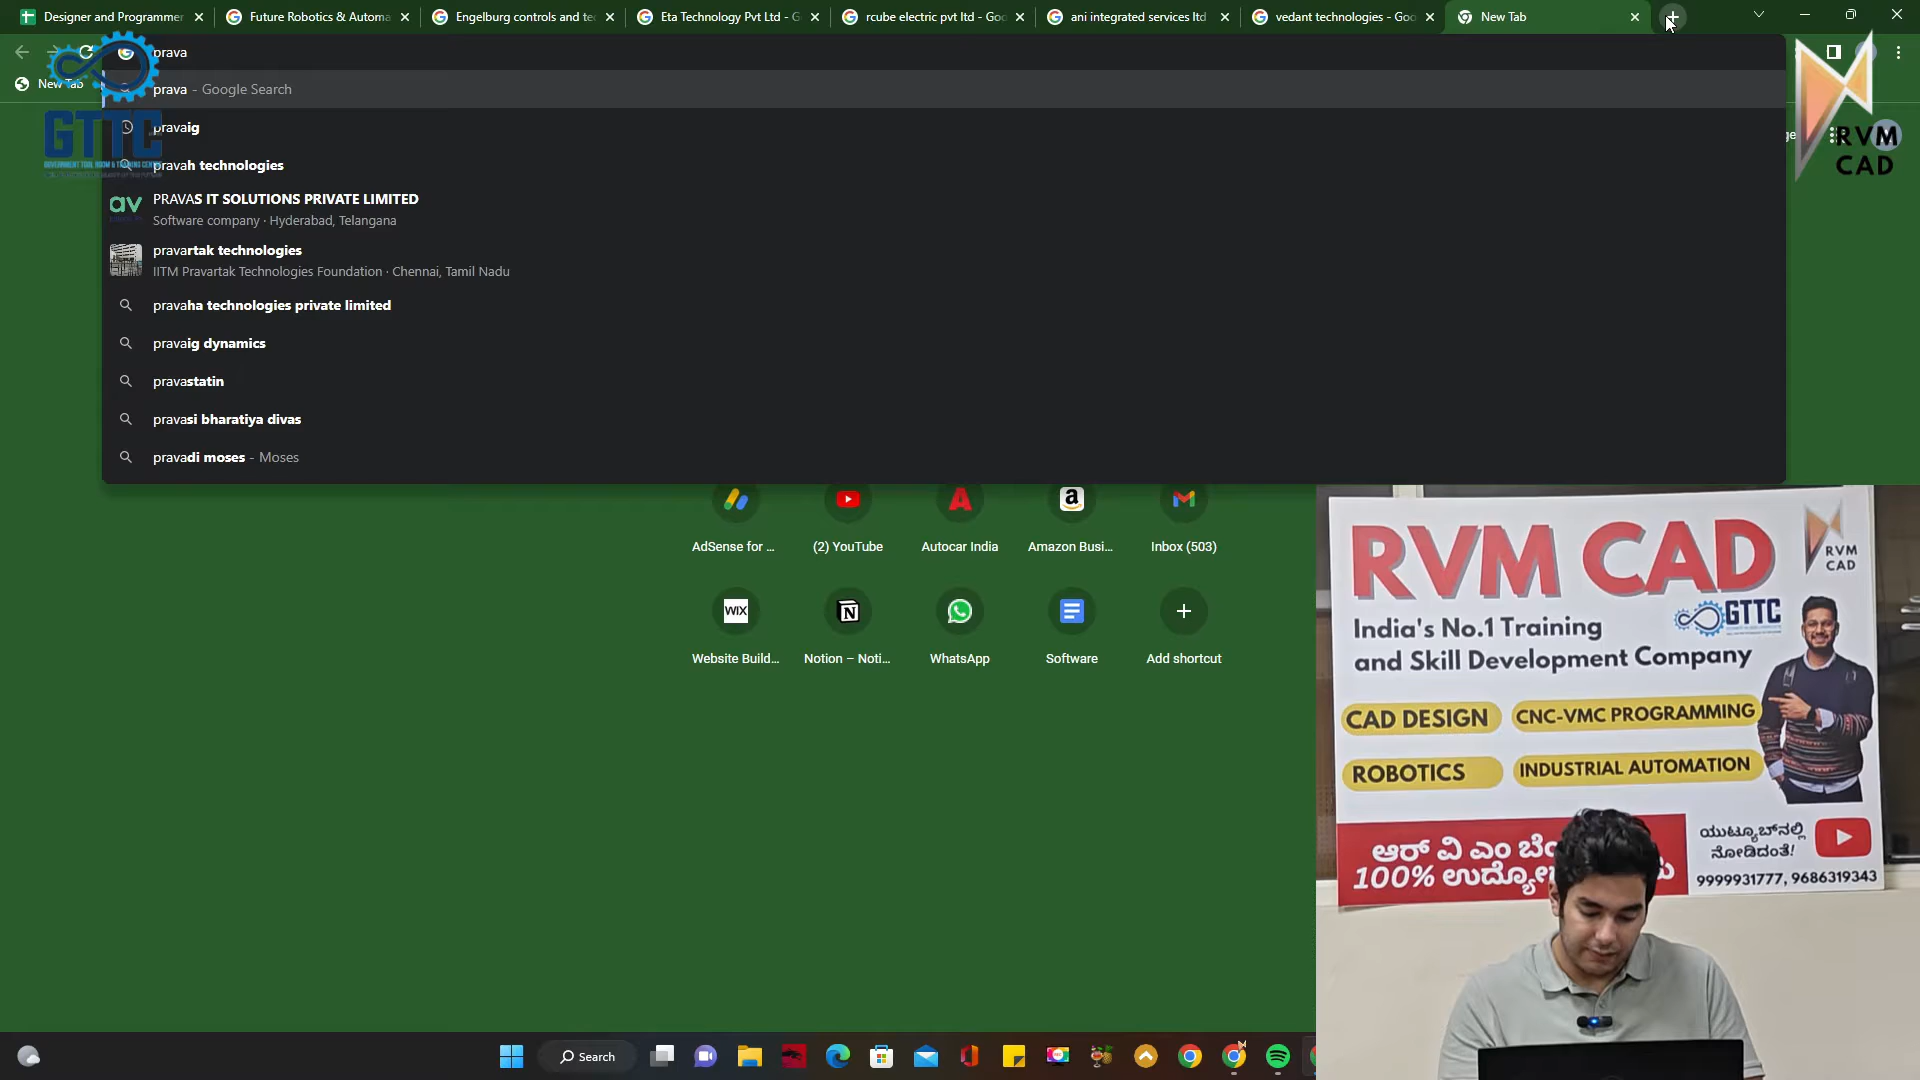 Designer and Programmer
Future Robotics & Automa
Engelburg controls and te
Eta Technology Pvt Ltd - G
rcube electric pvt ltd - Goo
ani integrated services ltd
vedant technologies - Goo
New Tab
prava
New Tab
prava - Google Search
pravaig
pravah technologies
PRAVAS IT SOLUTIONS PRIVATE LIMITED
Software company · Hyderabad, Telangana
pravartak technologies
IITM Pravartak Technologies Foundation · Chennai, Tamil Nadu
pravaha technologies private limited
pravaig dynamics
pravastatin
pravasi bharatiya divas
pravadi moses - Moses
GTTC
RVM
CAD
AdSense for ...
(2) YouTube
Autocar India
Amazon Busi...
Inbox (503)
WIX
Website Build...
Notion – Noti...
WhatsApp
Software
Add shortcut
RVM CAD
RVM
CAD
GTTC
India's No.1 Training
and Skill Development Company
CAD DESIGN
CNC-VMC PROGRAMMING
ROBOTICS
INDUSTRIAL AUTOMATION
ಆರ್ ವಿ ಎಂ
100%
ಯುಟ್ಯೂಬ್‌ನಲ್ಲಿ
ನೋಡಿದಂತೆ!
9999931777, 9686319343
Search